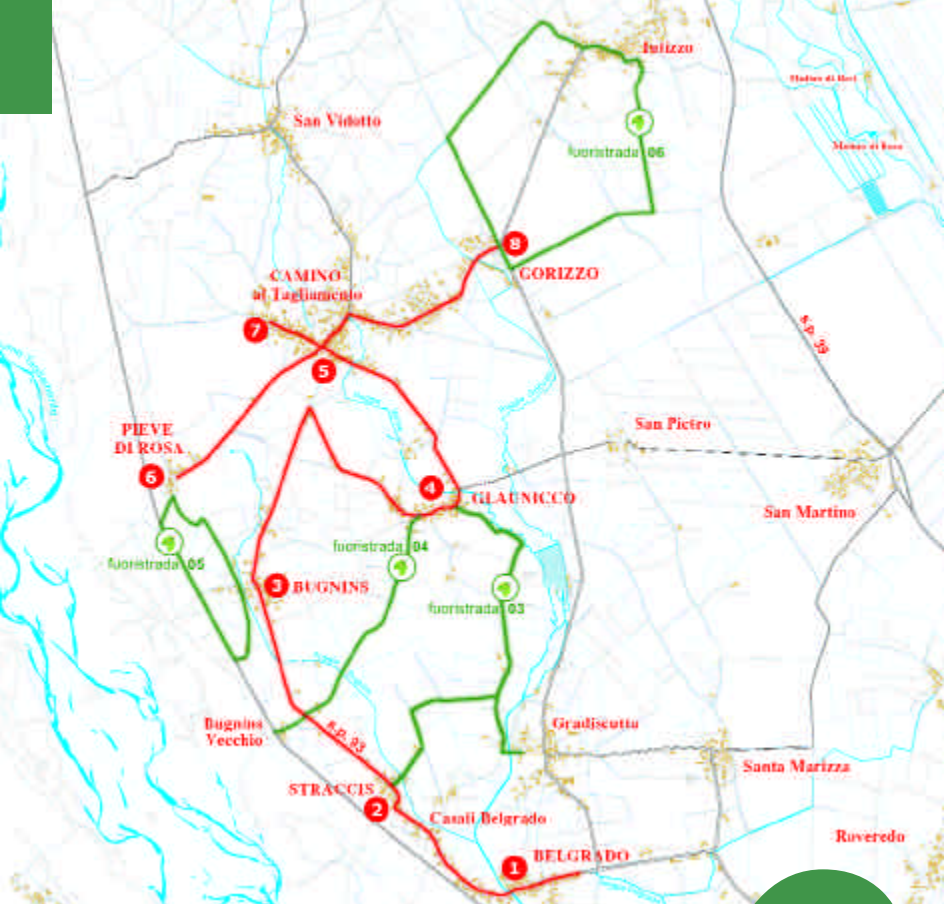 Iutizzo
San Vidotto
fuoristrada 06
8
GORIZZO
CAMINO
al Tagliamento
7
5
s.p. 39
PIEVE
DI ROSA
6
San Pietro
4
GLAUNICCO
San Martino
fuoristrada 04
fuoristrada 05
3
BUGNINS
fuoristrada 03
Bugnins
Vecchio
s.p. 93
Gradiscutta
Santa Marizza
STRACCIS
2
Casali Belgrado
Roveredo
1
BELGRADO